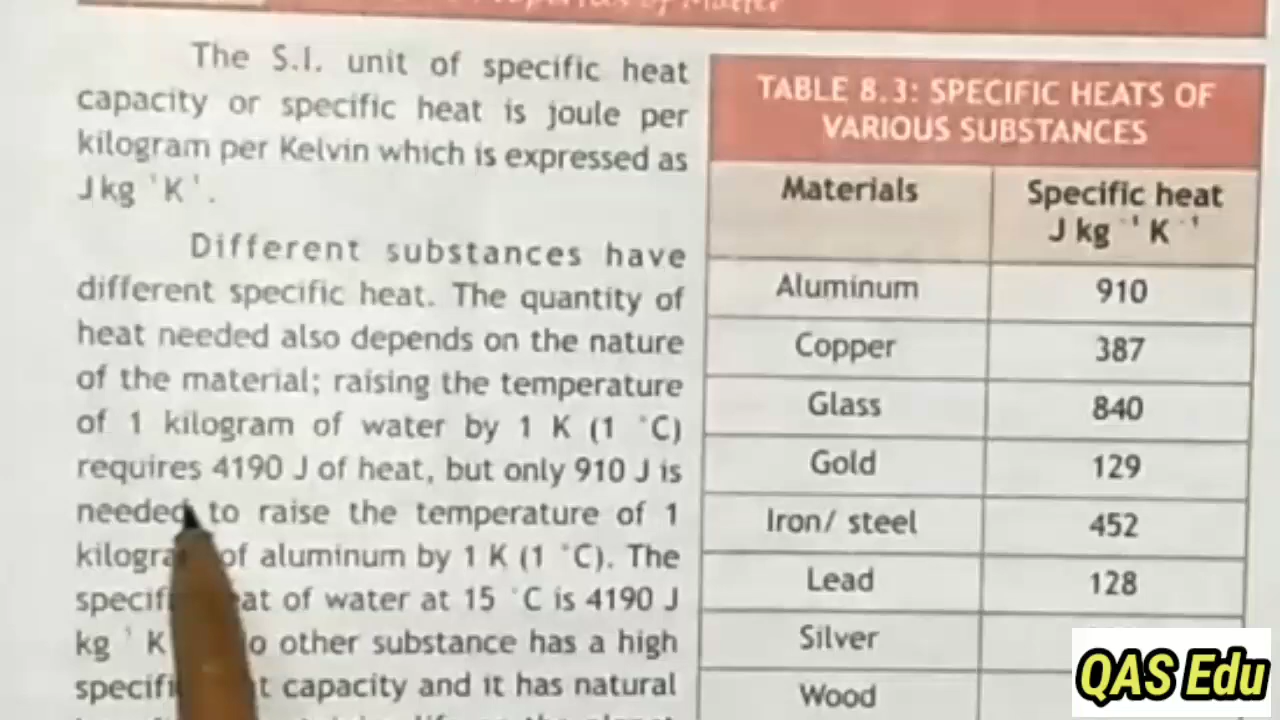 of Matter
The S.I. unit of specific heat
capacity or specific heat is joule per
kilogram per Kelvin which is expressed as
J kg ⁻¹ K ⁻¹.
Different substances have
different specific heat. The quantity of
heat needed also depends on the nature
of the material; raising the temperature
of 1 kilogram of water by 1 K (1 °C)
requires 4190 J of heat, but only 910 J is
needed to raise the temperature of 1
of aluminum by 1 K (1 °C). The
of water at 15 °C is 4190 J
kg ⁻¹ K other substance has a high
capacity and it has natural
TABLE 8.3: SPECIFIC HEATS OF
VARIOUS SUBSTANCES
Materials Specific heat
J kg ⁻¹ K ⁻¹
Aluminum 910
Copper 387
Glass 840
Gold 129
Iron/ steel 452
Lead 128
Silver
Wood
QAS Edu